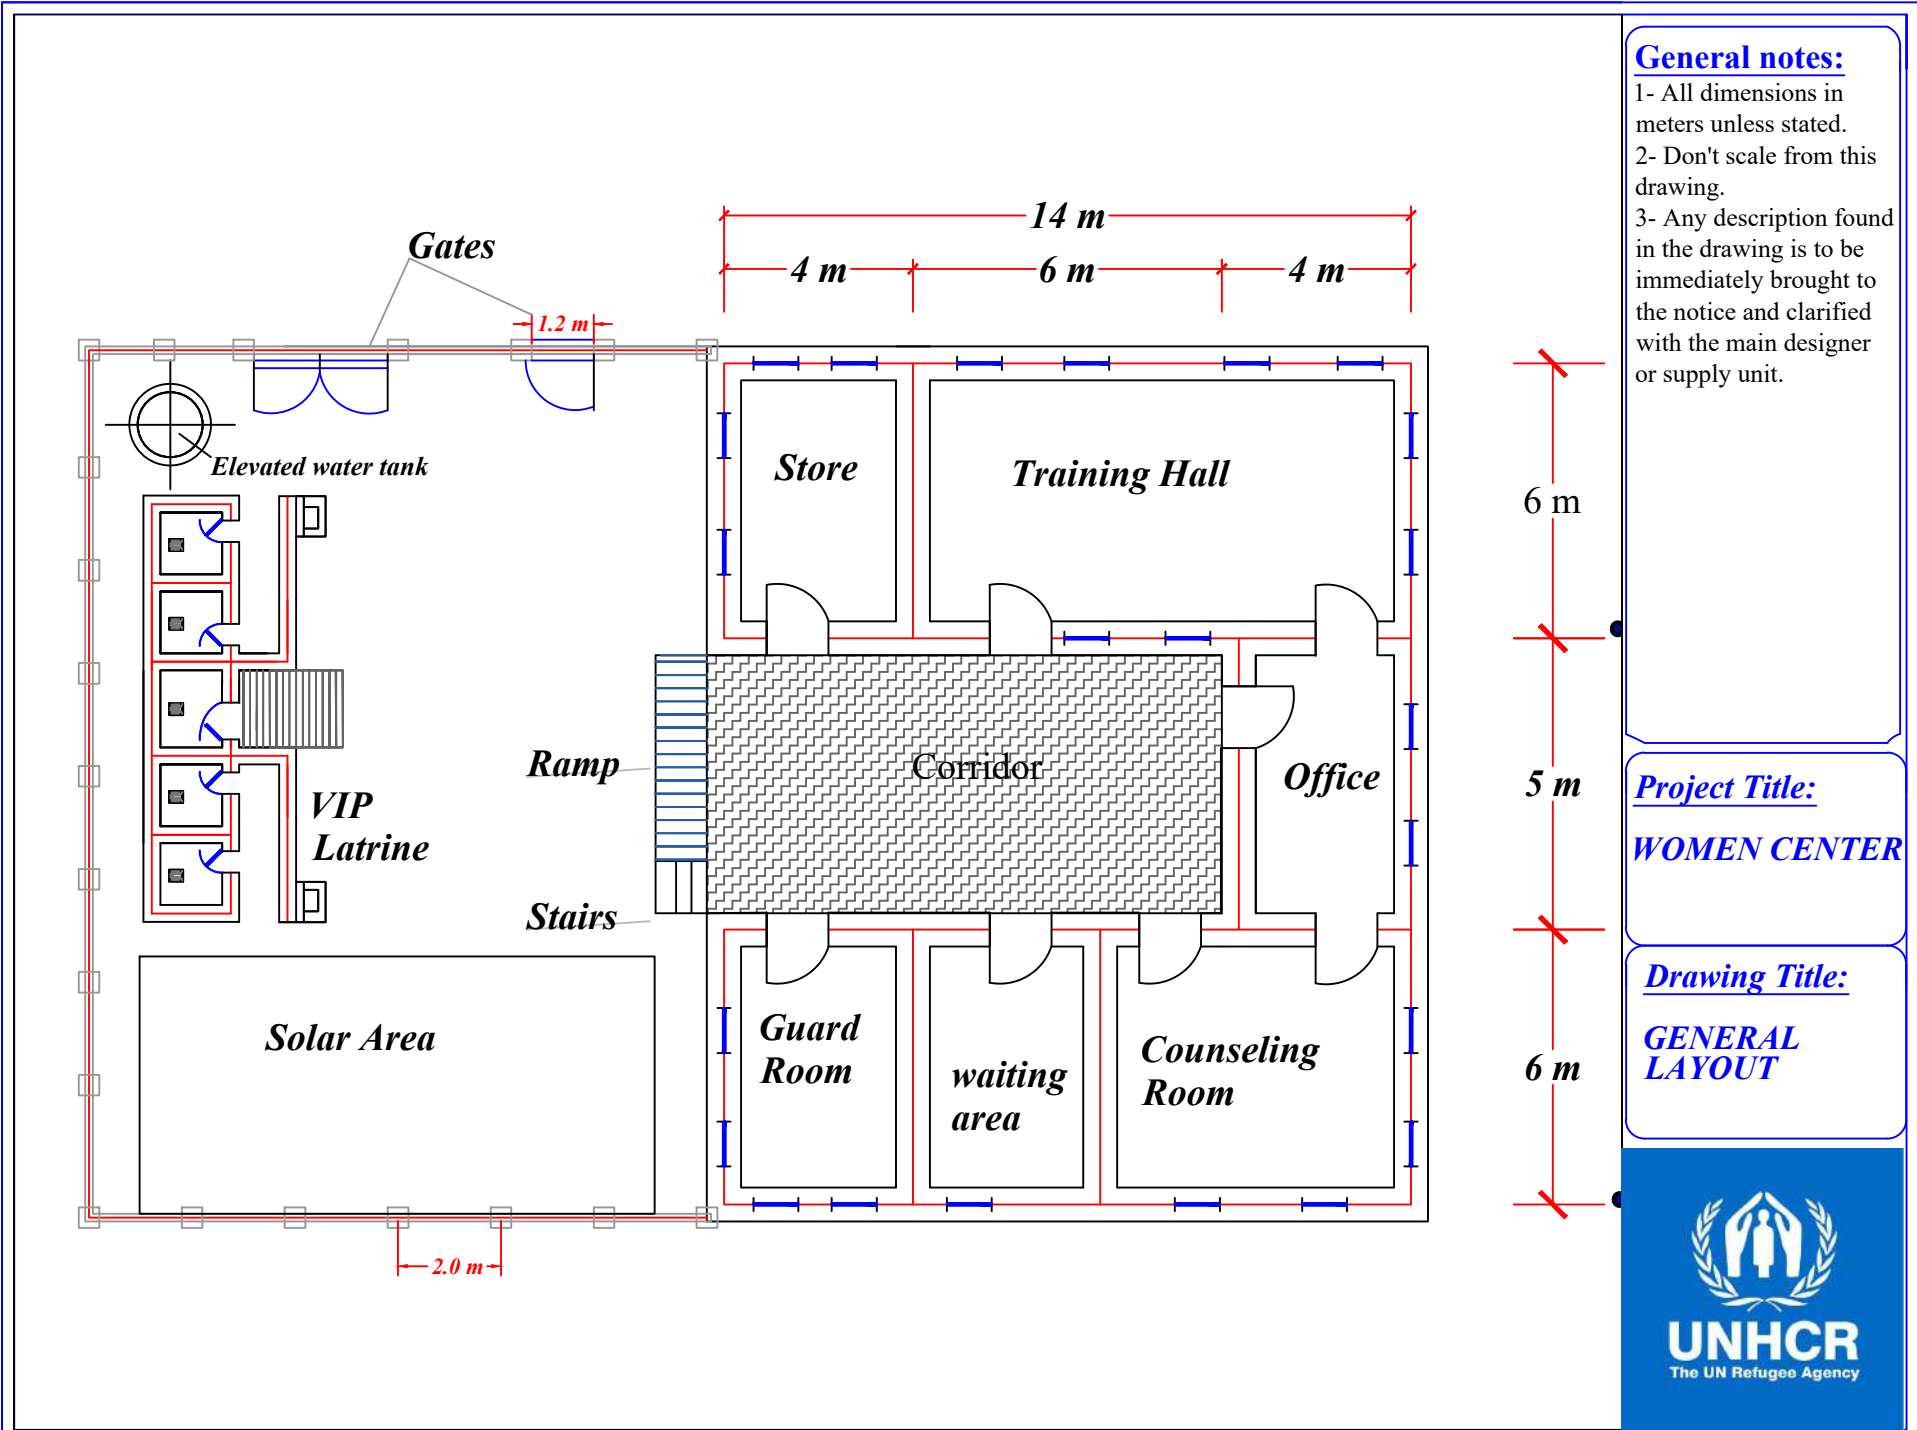 General notes:
1- All dimensions in
meters unless stated.
2- Don't scale from this
drawing.
3- Any description found
in the drawing is to be
immediately brought to
the notice and clarified
with the main designer
or supply unit.
14 m
4 m
6 m
4 m
Gates
1.2 m
Elevated water tank
Store
Training Hall
6 m
Ramp
Corridor
Office
5 m
VIP
Latrine
Stairs
Solar Area
Guard
Room
waiting
area
Counseling
Room
6 m
2.0 m
Project Title:
WOMEN CENTER
Drawing Title:
GENERAL
LAYOUT
UNHCR
The UN Refugee Agency